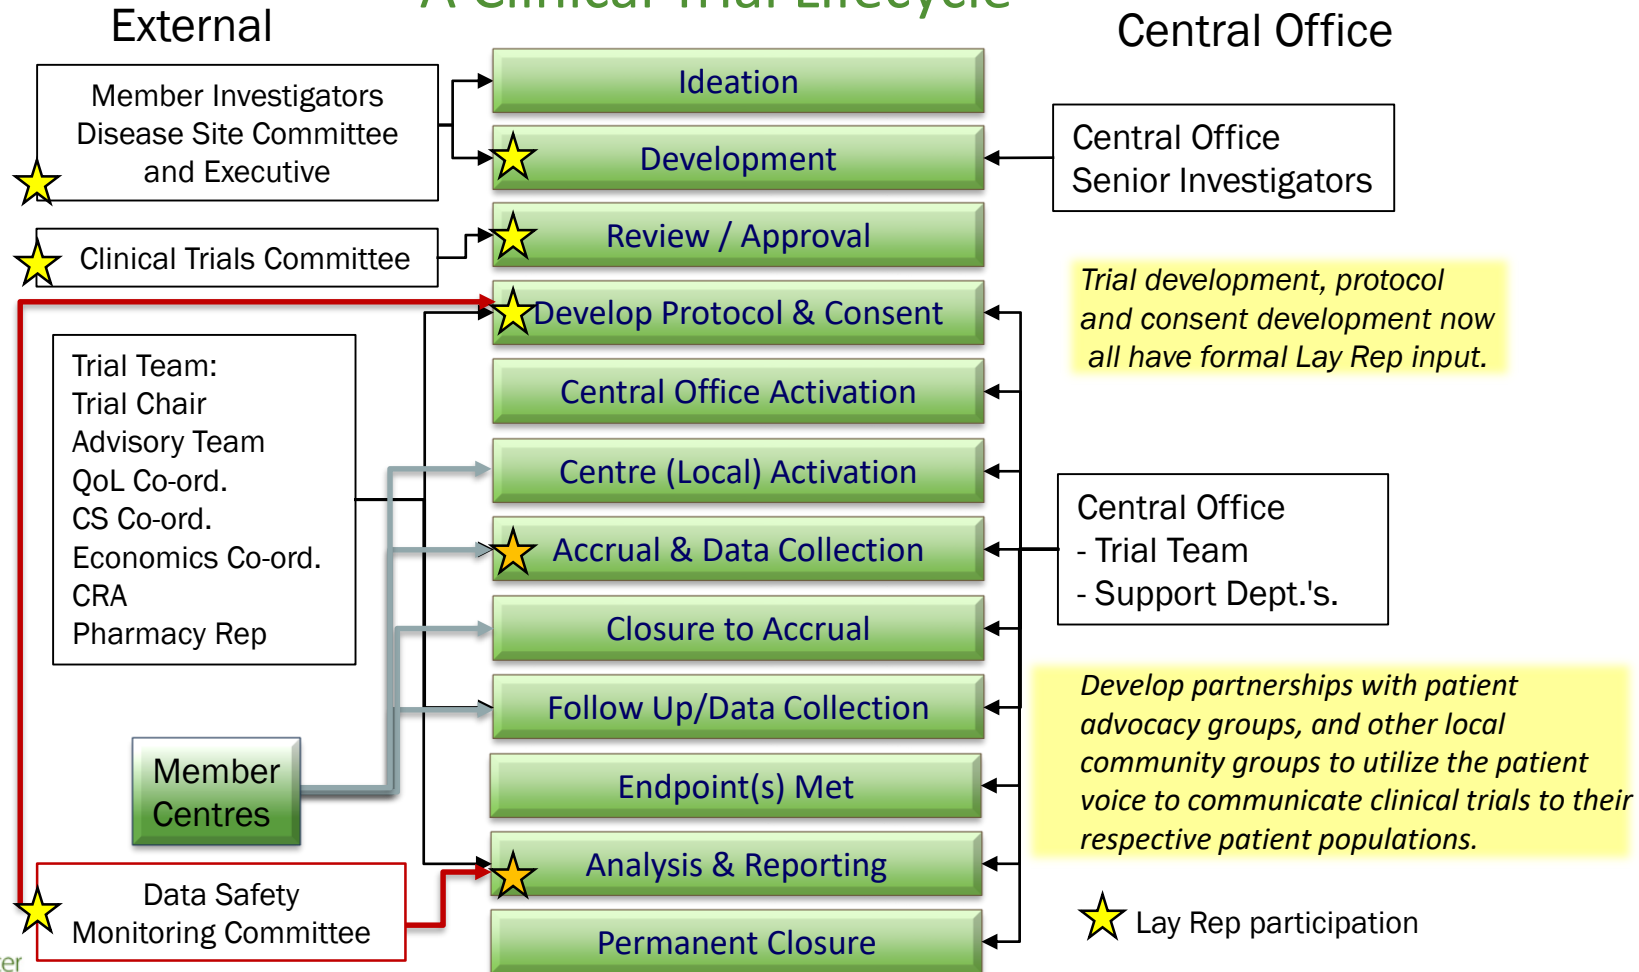 A Clinical Trial Lifecycle
External
Central Office
Member Investigators
Disease Site Committee
and Executive
Clinical Trials Committee
Trial Team:
Trial Chair
Advisory Team
QoL Co-ord.
CS Co-ord.
Economics Co-ord.
CRA
Pharmacy Rep
Member
Centres
Data Safety
Monitoring Committee
Ideation
Development
Review / Approval
Develop Protocol & Consent
Central Office Activation
Centre (Local) Activation
Accrual & Data Collection
Closure to Accrual
Follow Up/Data Collection
Endpoint(s) Met
Analysis & Reporting
Permanent Closure
Central Office
Senior Investigators
Trial development, protocol
and consent development now
all have formal Lay Rep input.
Central Office
- Trial Team
- Support Dept.'s.
Develop partnerships with patient
advocacy groups, and other local
community groups to utilize the patient
voice to communicate clinical trials to their
respective patient populations.
Lay Rep participation